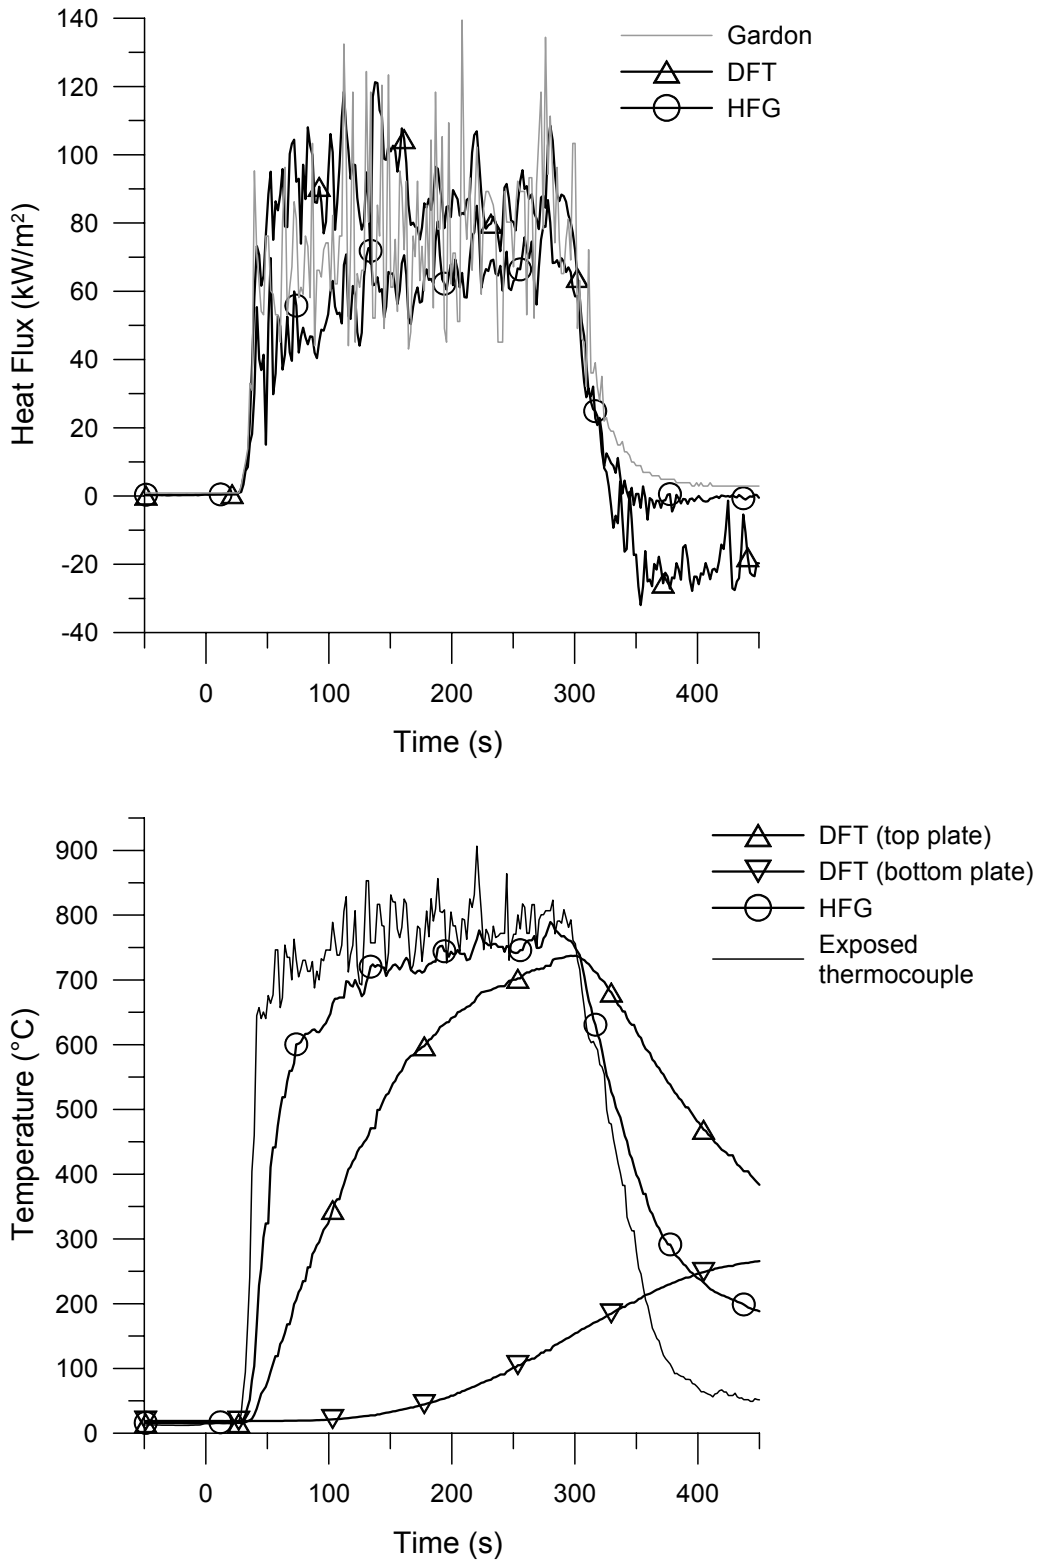 140
120
100
80
60
40
20
0
-20
-40
Heat Flux (kW/m²)
0 100 200 300 400
Time (s)
Gardon
DFT
HFG
900
800
700
600
500
400
300
200
100
0
Temperature (°C)
0 100 200 300 400
Time (s)
DFT (top plate)
DFT (bottom plate)
HFG
Exposed
thermocouple